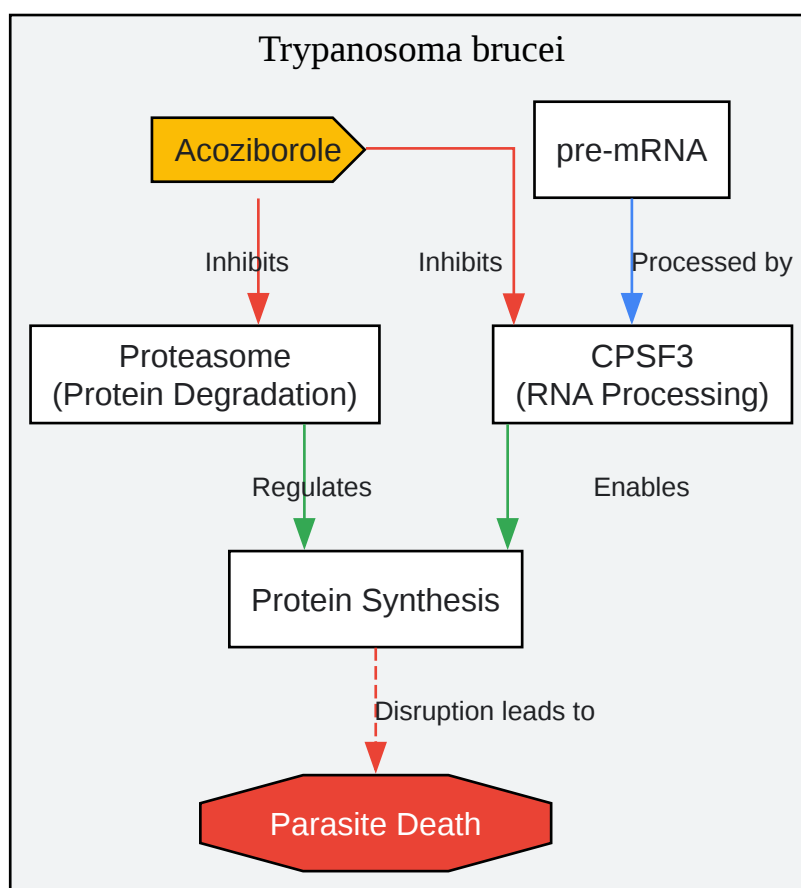 Trypanosoma brucei
Acoziborole
pre-mRNA
Inhibits
Inhibits
Processed by
Proteasome
(Protein Degradation)
CPSF3
(RNA Processing)
Regulates
Enables
Protein Synthesis
Disruption leads to
Parasite Death